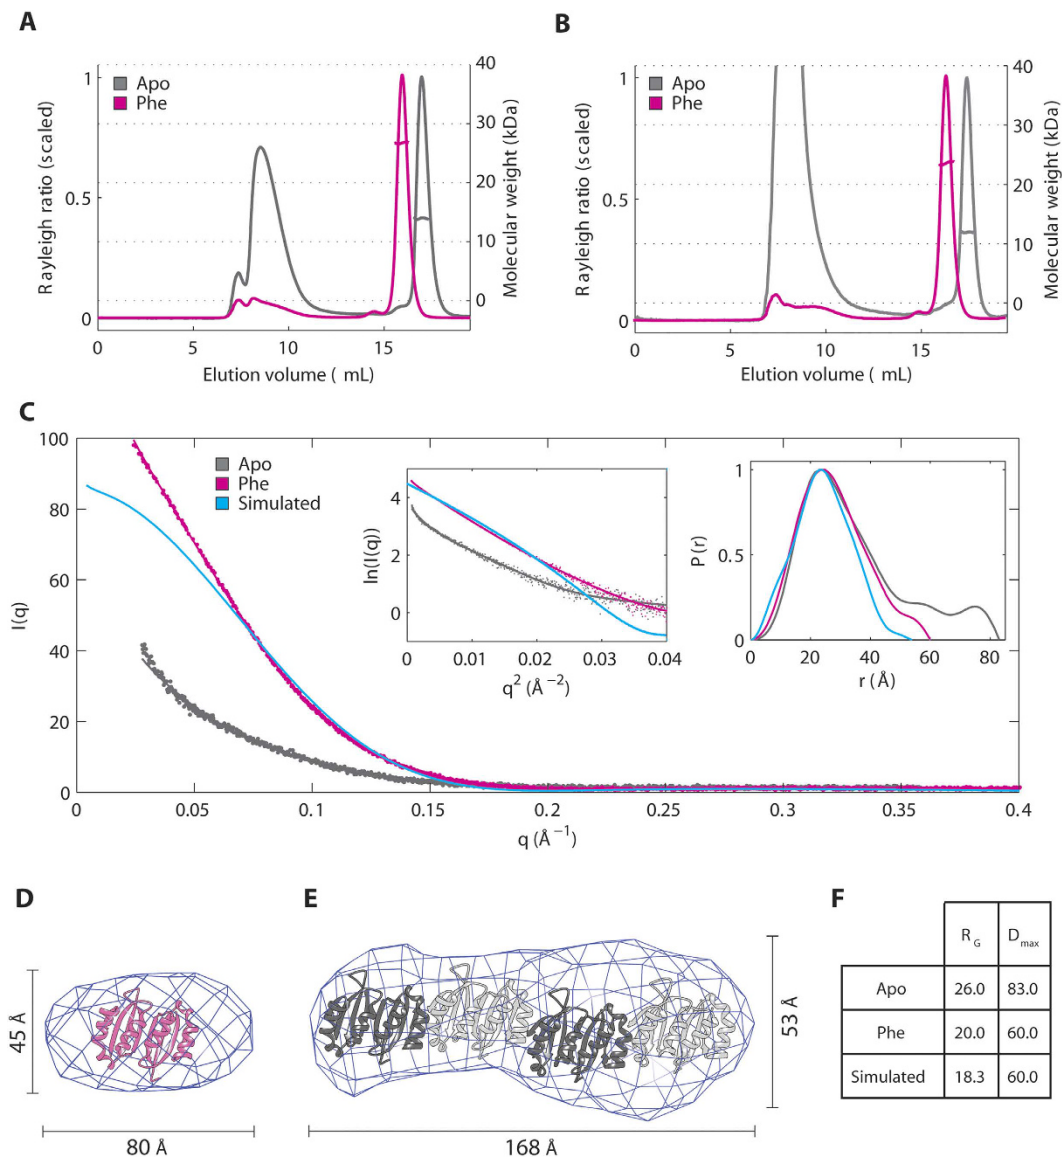 A
Apo
Phe
Rayleigh ratio (scaled)
1
0.5
0
0 5 10 15
Elution volume ( mL)
40
30
20
10
0
Molecular weight (kDa)
B
Apo
Phe
Rayleigh ratio (scaled)
1
0.5
0
0 5 10 15
Elution volume ( mL)
40
30
20
10
0
Molecular weight (kDa)
C
Apo
Phe
Simulated
I(q)
100
80
60
40
20
0
0 0.05 0.1 0.15 0.2 0.25 0.3 0.35 0.4
q (Å⁻¹)
ln(I(q))
4
2
0
0 0.01 0.02 0.03 0.04
q² (Å⁻²)
P(r)
1
0.5
0
0 20 40 60 80
r (Å)
D
45 Å
80 Å
E
53 Å
168 Å
F
R_G D_max
Apo 26.0 83.0
Phe 20.0 60.0
Simulated 18.3 60.0